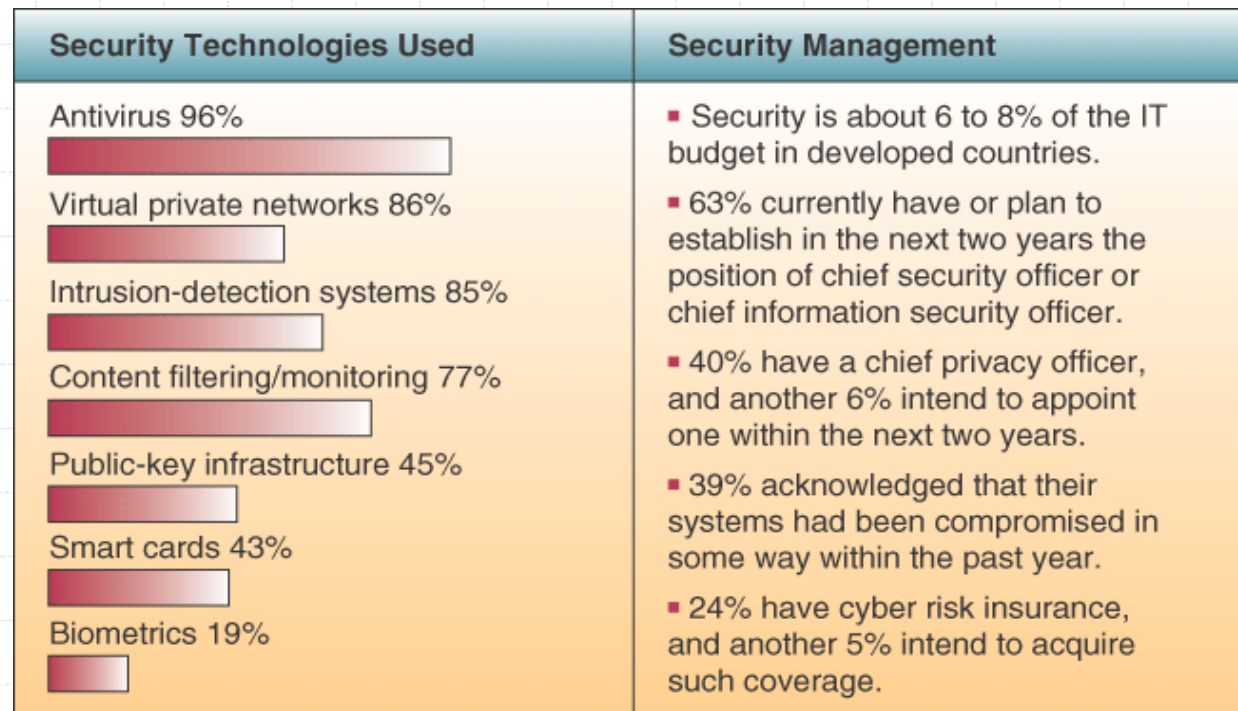 Security Technologies Used
Antivirus 96%
Virtual private networks 86%
Intrusion-detection systems 85%
Content filtering/monitoring 77%
Public-key infrastructure 45%
Smart cards 43%
Biometrics 19%
Security Management
▪ Security is about 6 to 8% of the IT
budget in developed countries.
▪ 63% currently have or plan to
establish in the next two years the
position of chief security officer or
chief information security officer.
▪ 40% have a chief privacy officer,
and another 6% intend to appoint
one within the next two years.
▪ 39% acknowledged that their
systems had been compromised in
some way within the past year.
▪ 24% have cyber risk insurance,
and another 5% intend to acquire
such coverage.